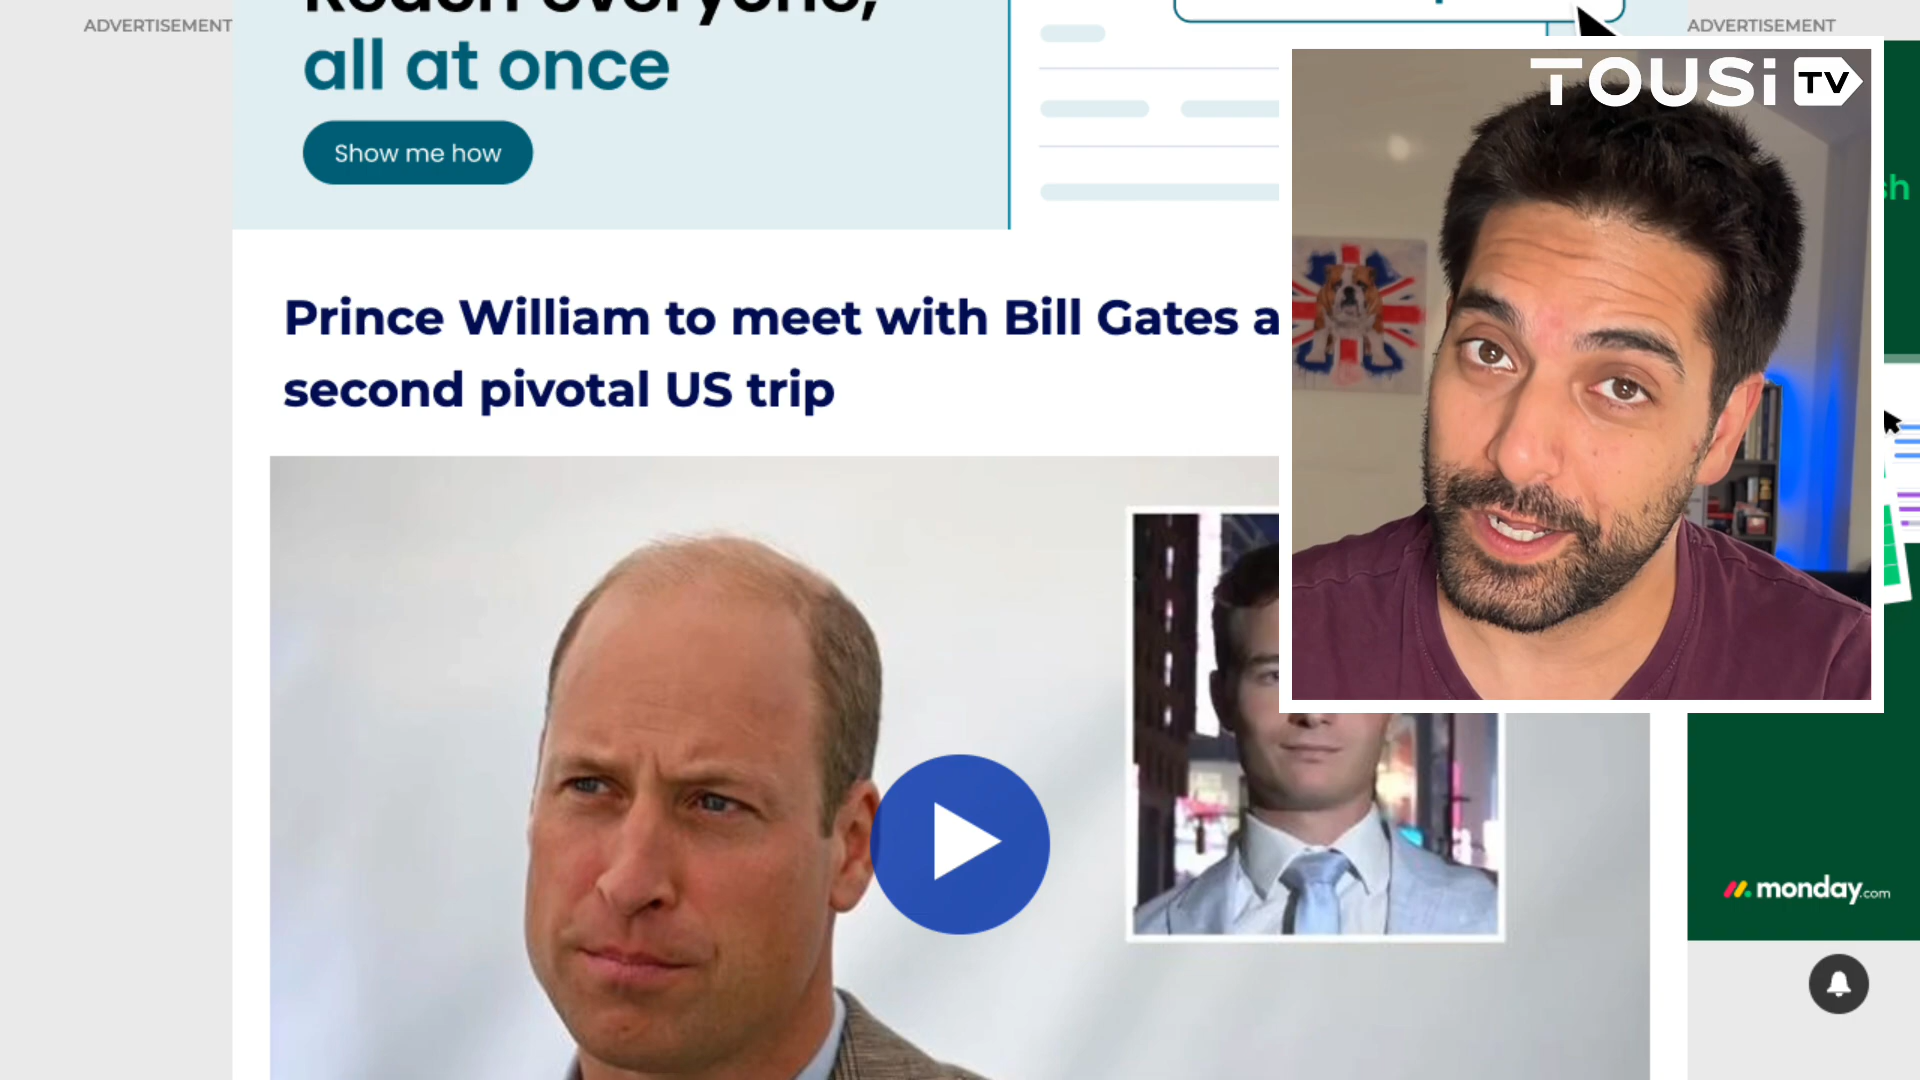 ADVERTISEMENT
all at once
Show me how
ADVERTISEMENT
TOUSi TV
Prince William to meet with Bill Gates a
second pivotal US trip
monday.com